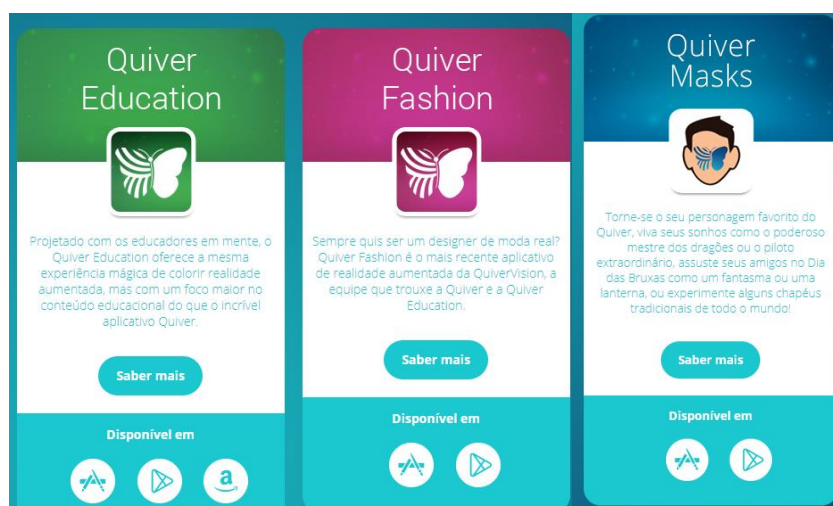 Quiver
Education
Projetado com os educadores em mente, o
Quiver Education oferece a mesma
experiência mágica de colorir realidade
aumentada, mas com um foco maior no
conteúdo educacional do que o incrível
aplicativo Quiver.
Saber mais
Disponível em
a
Quiver
Fashion
Sempre quis ser um designer de moda real?
Quiver Fashion é o mais recente aplicativo
de realidade aumentada da QuiverVision, a
equipe que trouxe a Quiver e a Quiver
Education.
Saber mais
Disponível em
Quiver
Masks
Torne-se o seu personagem favorito do
Quiver, viva seus sonhos como o poderoso
mestre dos dragões ou o piloto
extraordinário, assuste seus amigos no Dia
das Bruxas como um fantasma ou uma
lanterna, ou experimente alguns chapéus
tradicionais de todo o mundo!
Saber mais
Disponível em